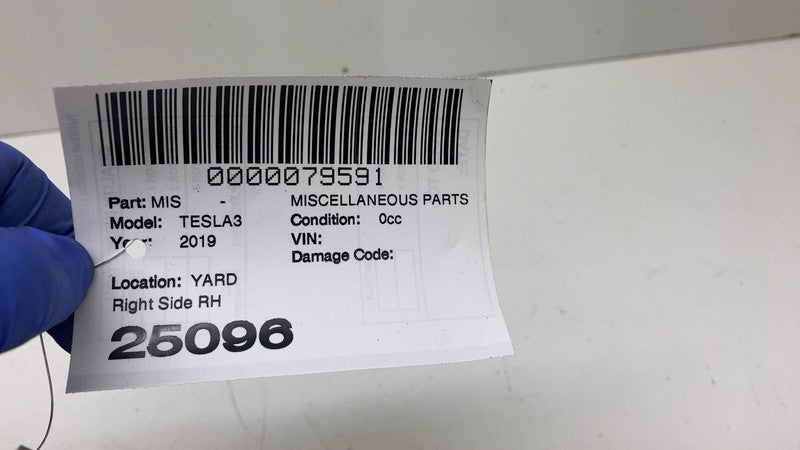 0000079591
Part: MIS - MISCELLANEOUS PARTS
Model: TESLA3 Condition: 0cc
Year: 2019 VIN:
Damage Code:
Location: YARD
Right Side RH
25096